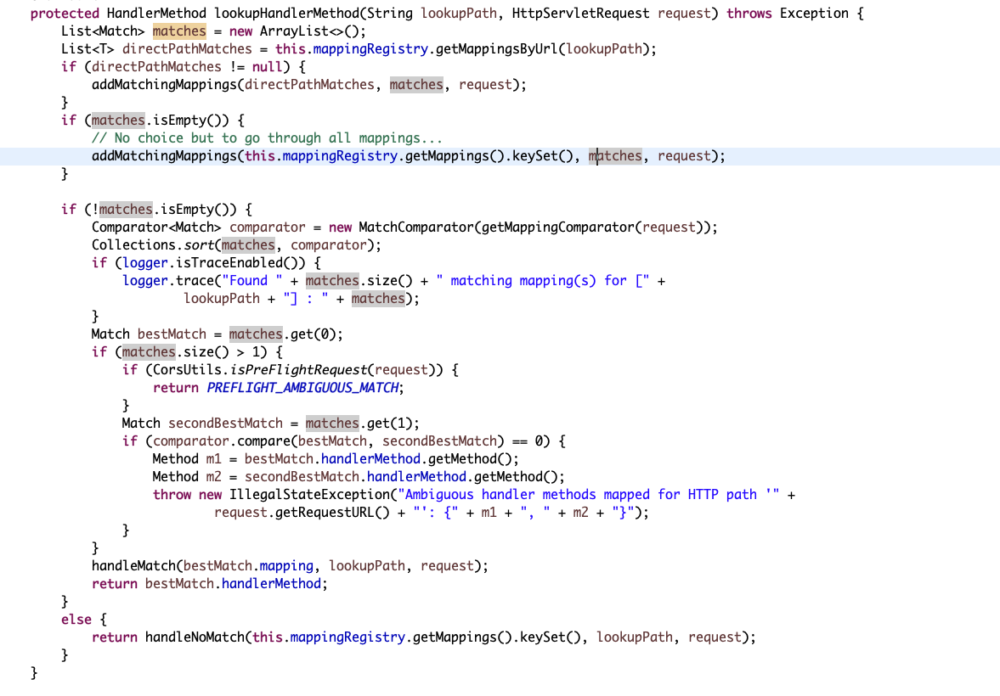 protected HandlerMethod lookupHandlerMethod(String lookupPath, HttpServletRequest request) throws Exception {
    List<Match> matches = new ArrayList<>();
    List<T> directPathMatches = this.mappingRegistry.getMappingsByUrl(lookupPath);
    if (directPathMatches != null) {
        addMatchingMappings(directPathMatches, matches, request);
    }
    if (matches.isEmpty()) {
        // No choice but to go through all mappings...
        addMatchingMappings(this.mappingRegistry.getMappings().keySet(), matches, request);
    }

    if (!matches.isEmpty()) {
        Comparator<Match> comparator = new MatchComparator(getMappingComparator(request));
        Collections.sort(matches, comparator);
        if (logger.isTraceEnabled()) {
            logger.trace("Found " + matches.size() + " matching mapping(s) for [" +
                    lookupPath + "] : " + matches);
        }
        Match bestMatch = matches.get(0);
        if (matches.size() > 1) {
            if (CorsUtils.isPreFlightRequest(request)) {
                return PREFLIGHT_AMBIGUOUS_MATCH;
            }
            Match secondBestMatch = matches.get(1);
            if (comparator.compare(bestMatch, secondBestMatch) == 0) {
                Method m1 = bestMatch.handlerMethod.getMethod();
                Method m2 = secondBestMatch.handlerMethod.getMethod();
                throw new IllegalStateException("Ambiguous handler methods mapped for HTTP path '" +
                        request.getRequestURL() + "': {" + m1 + ", " + m2 + "}");
            }
        }
        handleMatch(bestMatch.mapping, lookupPath, request);
        return bestMatch.handlerMethod;
    }
    else {
        return handleNoMatch(this.mappingRegistry.getMappings().keySet(), lookupPath, request);
    }
}